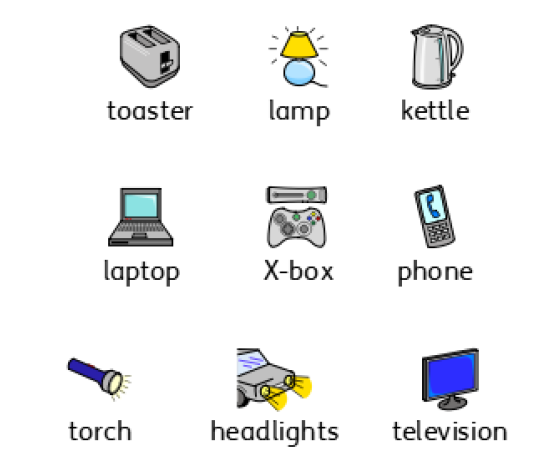 toaster lamp kettle
laptop X-box phone
torch headlights television